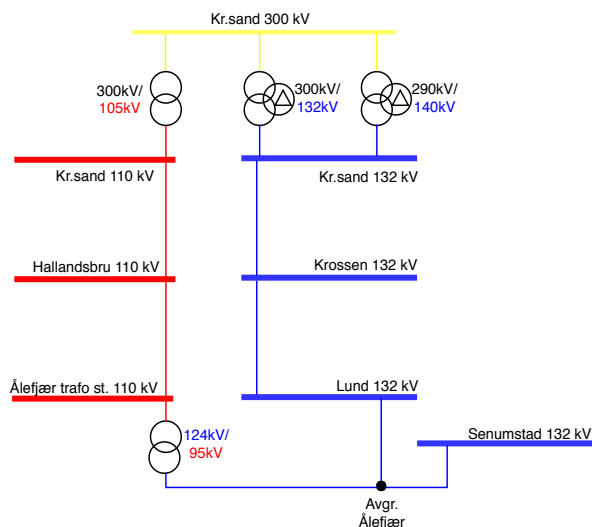 Kr.sand 300 kV
300kV/
105kV
300kV/
132kV
290kV/
140kV
Kr.sand 110 kV
Kr.sand 132 kV
Hallandsbru 110 kV
Krossen 132 kV
Ålefjær trafo st. 110 kV
Lund 132 kV
124kV/
95kV
Senumstad 132 kV
Avgr.
Ålefjær